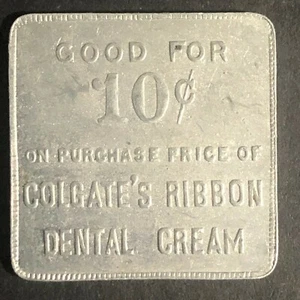 GOOD FOR
10¢
ON PURCHASE PRICE OF
COLGATE'S RIBBON
DENTAL CREAM